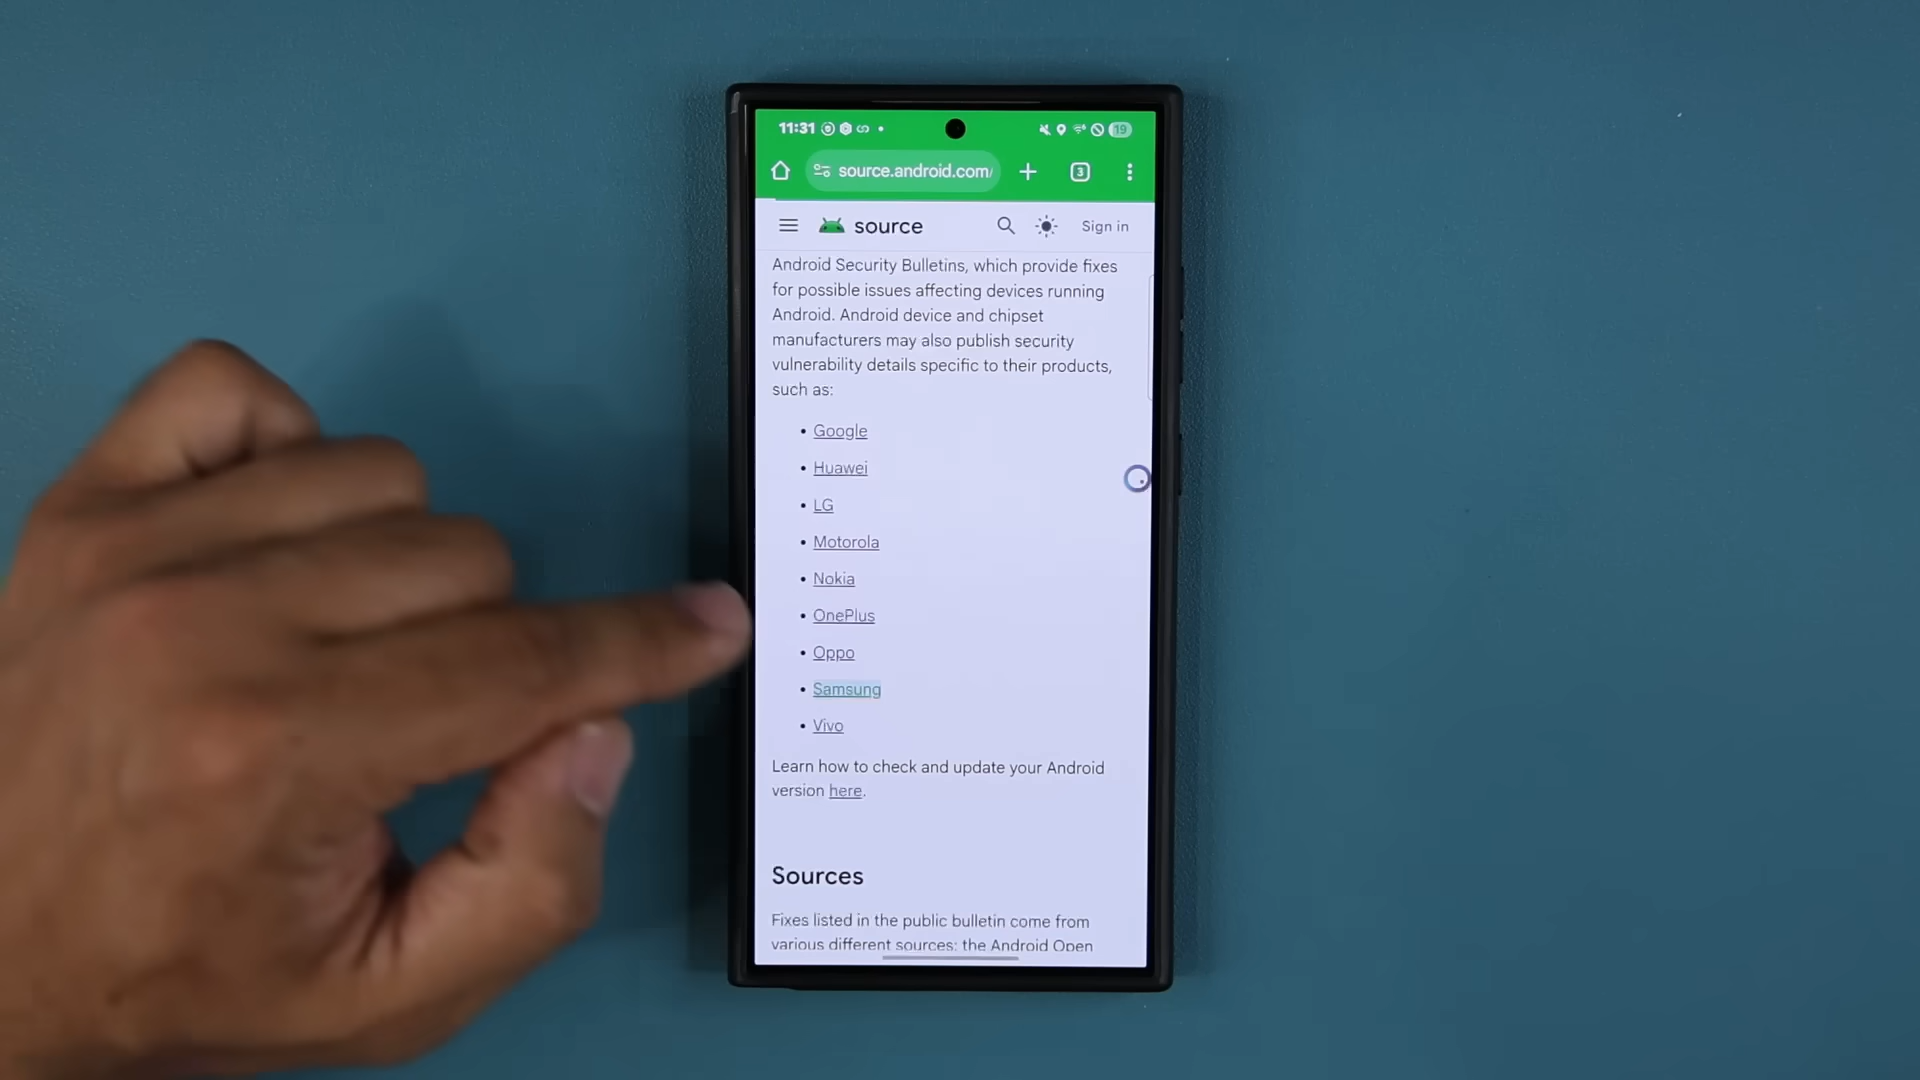 11:31 19
source.android.com/ 3
source Sign in
Android Security Bulletins, which provide fixes
for possible issues affecting devices running
Android. Android device and chipset
manufacturers may also publish security
vulnerability details specific to their products,
such as:
• Google
• Huawei
• LG
• Motorola
• Nokia
• OnePlus
• Oppo
• Samsung
• Vivo
Learn how to check and update your Android
version here.
Sources
Fixes listed in the public bulletin come from
various different sources: the Android Open